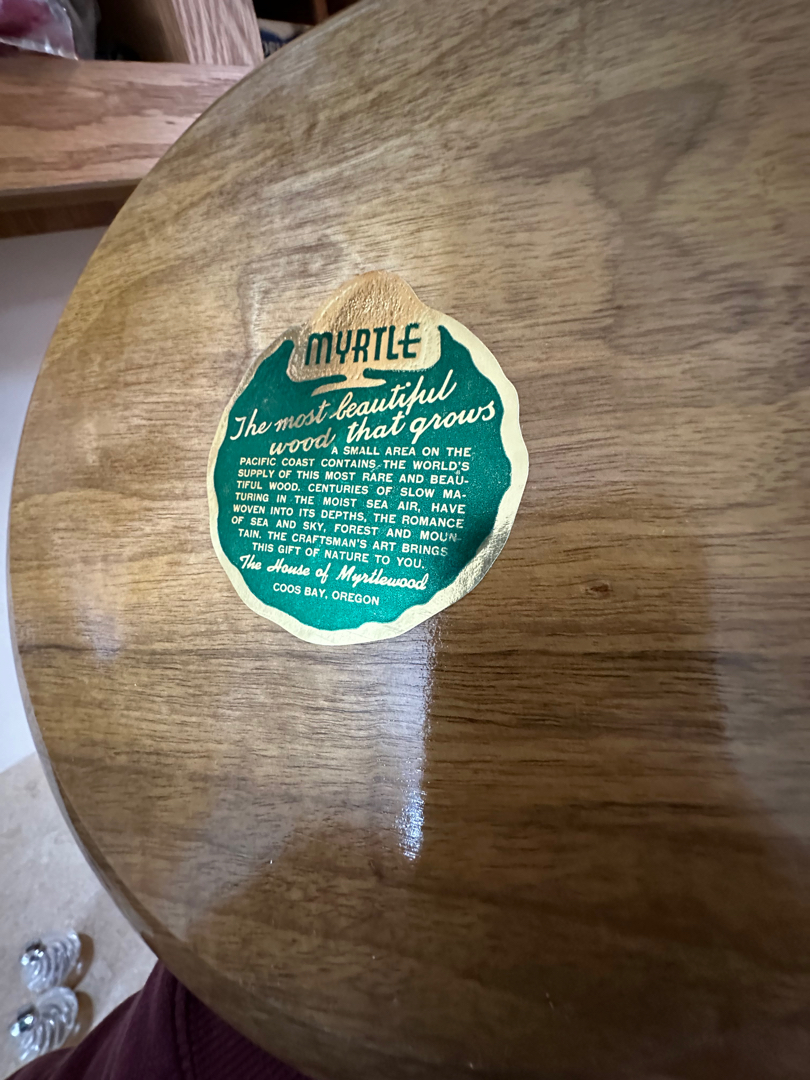 MYRTLE
The most beautiful
wood that grows
A SMALL AREA ON THE
PACIFIC COAST CONTAINS THE WORLD'S
SUPPLY OF THIS MOST RARE AND BEAU-
TIFUL WOOD. CENTURIES OF SLOW MA-
TURING IN THE MOIST SEA AIR, HAVE
WOVEN INTO ITS DEPTHS, THE ROMANCE
OF SEA AND SKY, FOREST AND MOUN-
TAIN. THE CRAFTSMAN'S ART BRINGS
THIS GIFT OF NATURE TO YOU.
The House of Myrtlewood
COOS BAY, OREGON